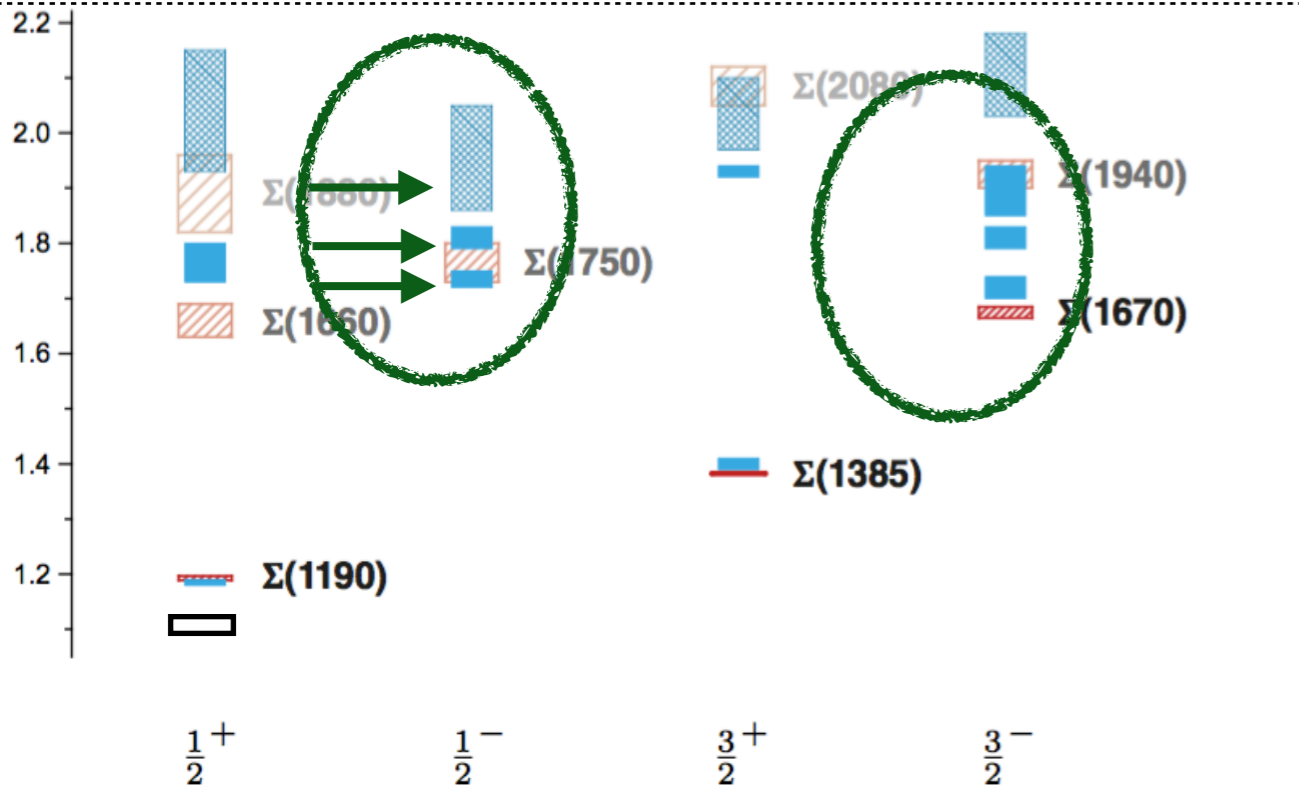 2.2
Σ(2080)
2.0
Σ(1880)
Σ(1940)
1.8
Σ(1750)
Σ(1660)
Σ(1670)
1.6
1.4
Σ(1385)
1.2
Σ(1190)
1/2 + 1/2 − 3/2 + 3/2 −